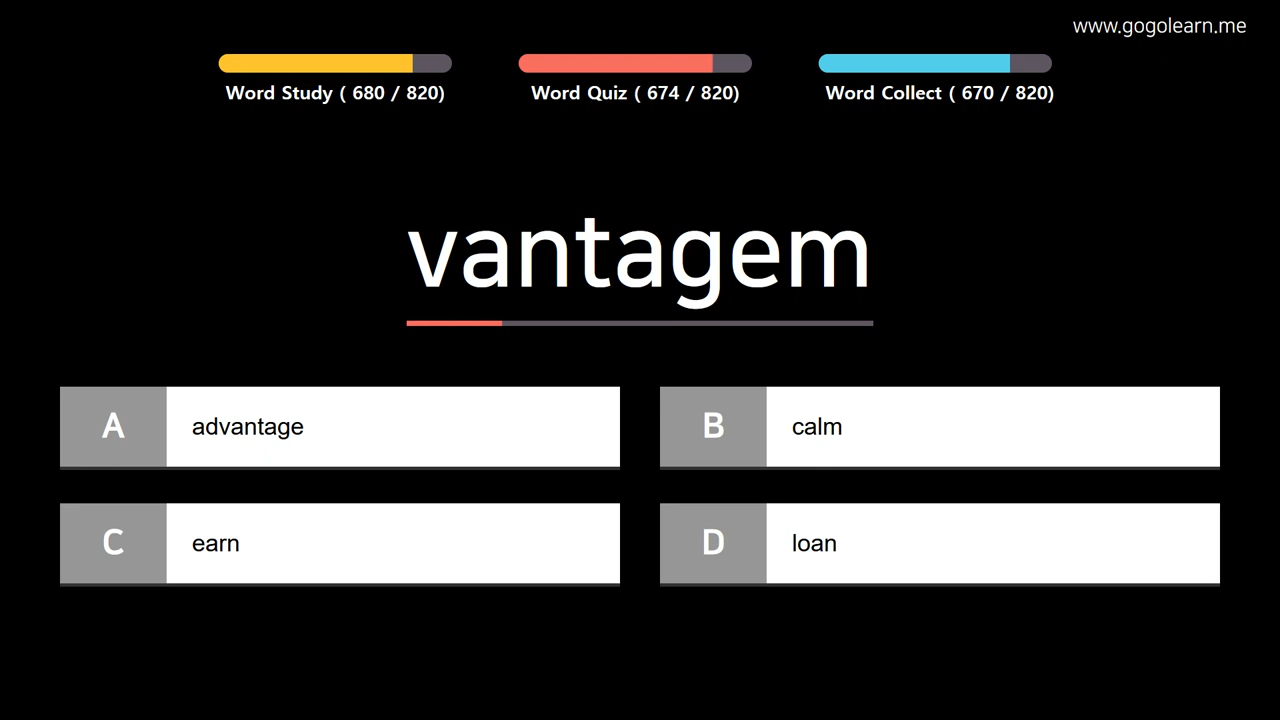 www.gogolearn.me
Word Study ( 680 / 820)
Word Quiz ( 674 / 820)
Word Collect ( 670 / 820)
vantagem
A advantage
B calm
C earn
D loan